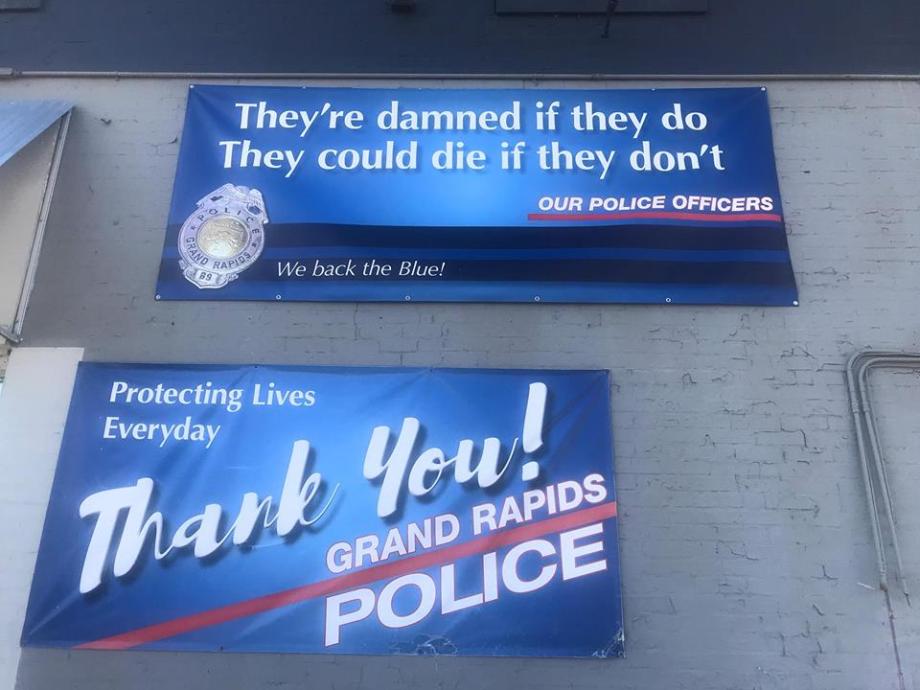 They're damned if they do
They could die if they don't
OUR POLICE OFFICERS
POLICE
GRAND RAPIDS
89
We back the Blue!
Protecting Lives
Everyday
Thank You!
GRAND RAPIDS
POLICE